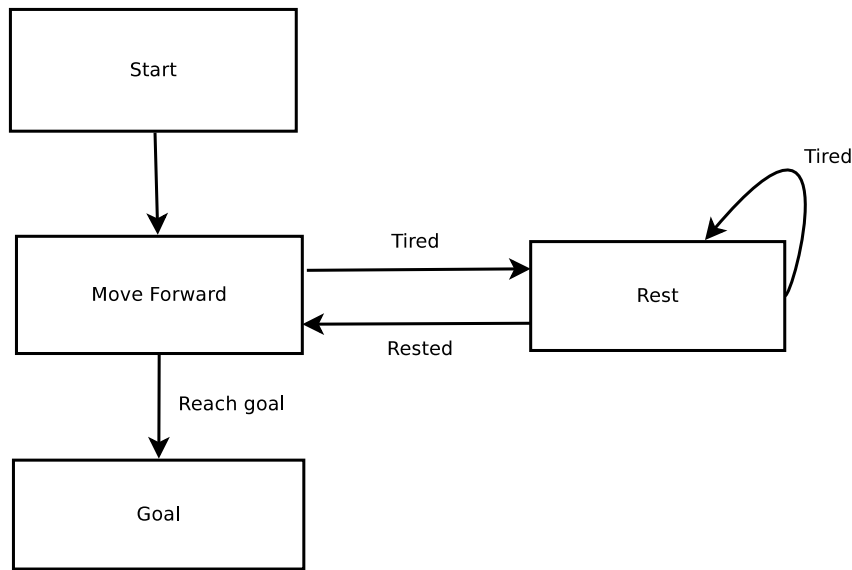 Start
Tired
Tired
Move Forward
Rest
Rested
Reach goal
Goal